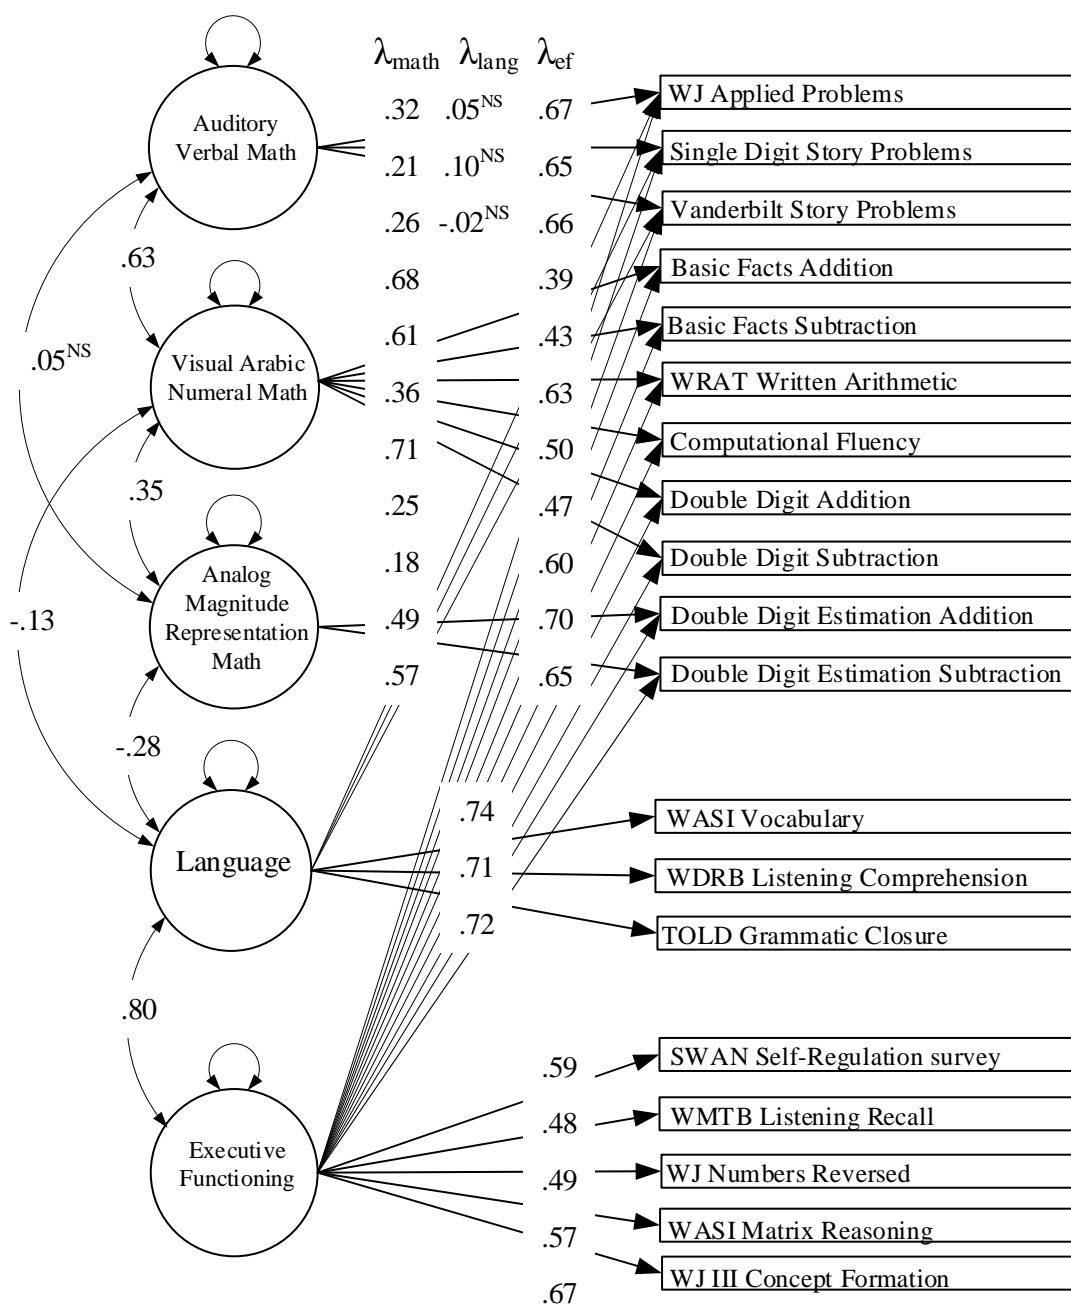 λmath λlang λef
.32 .05NS .67 WJ Applied Problems
Auditory
Verbal Math
.21 .10NS .65 Single Digit Story Problems
.26 -.02NS .66 Vanderbilt Story Problems
.63
.68 .39 Basic Facts Addition
.61 .43 Basic Facts Subtraction
.05NS
Visual Arabic
Numeral Math
.36 .63 WRAT Written Arithmetic
.71 .50 Computational Fluency
.35
.25 .47 Double Digit Addition
.18 .60 Double Digit Subtraction
Analog
Magnitude
Representation
Math
-.13
.49 .70 Double Digit Estimation Addition
.57 .65 Double Digit Estimation Subtraction
-.28
.74 WASI Vocabulary
Language
.71 WDRB Listening Comprehension
.72 TOLD Grammatic Closure
.80
.59 SWAN Self-Regulation survey
.48 WMTB Listening Recall
Executive
Functioning
.49 WJ Numbers Reversed
.57 WASI Matrix Reasoning
.67 WJ III Concept Formation